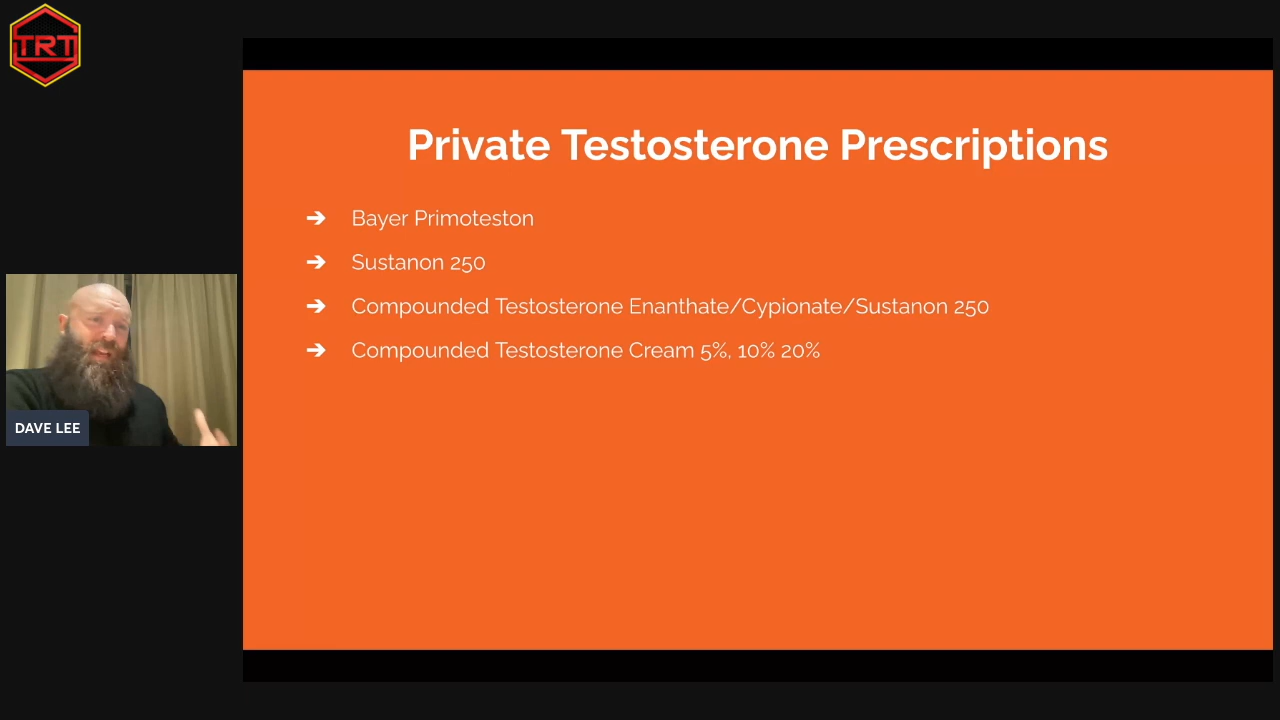 TRT
Private Testosterone Prescriptions
➔ Bayer Primoteston
➔ Sustanon 250
➔ Compounded Testosterone Enanthate/Cypionate/Sustanon 250
➔ Compounded Testosterone Cream 5%, 10% 20%
DAVE LEE